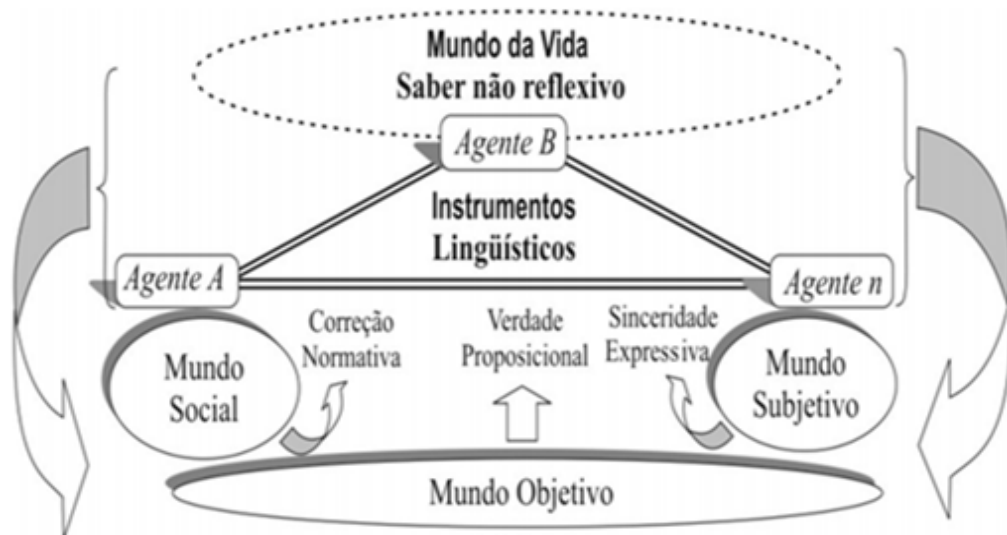 Mundo da Vida
Saber não reflexivo
Agente B
Instrumentos
Lingüísticos
Agente A
Agente n
Correção
Normativa
Verdade
Proposicional
Sinceridade
Expressiva
Mundo
Social
Mundo
Subjetivo
Mundo Objetivo